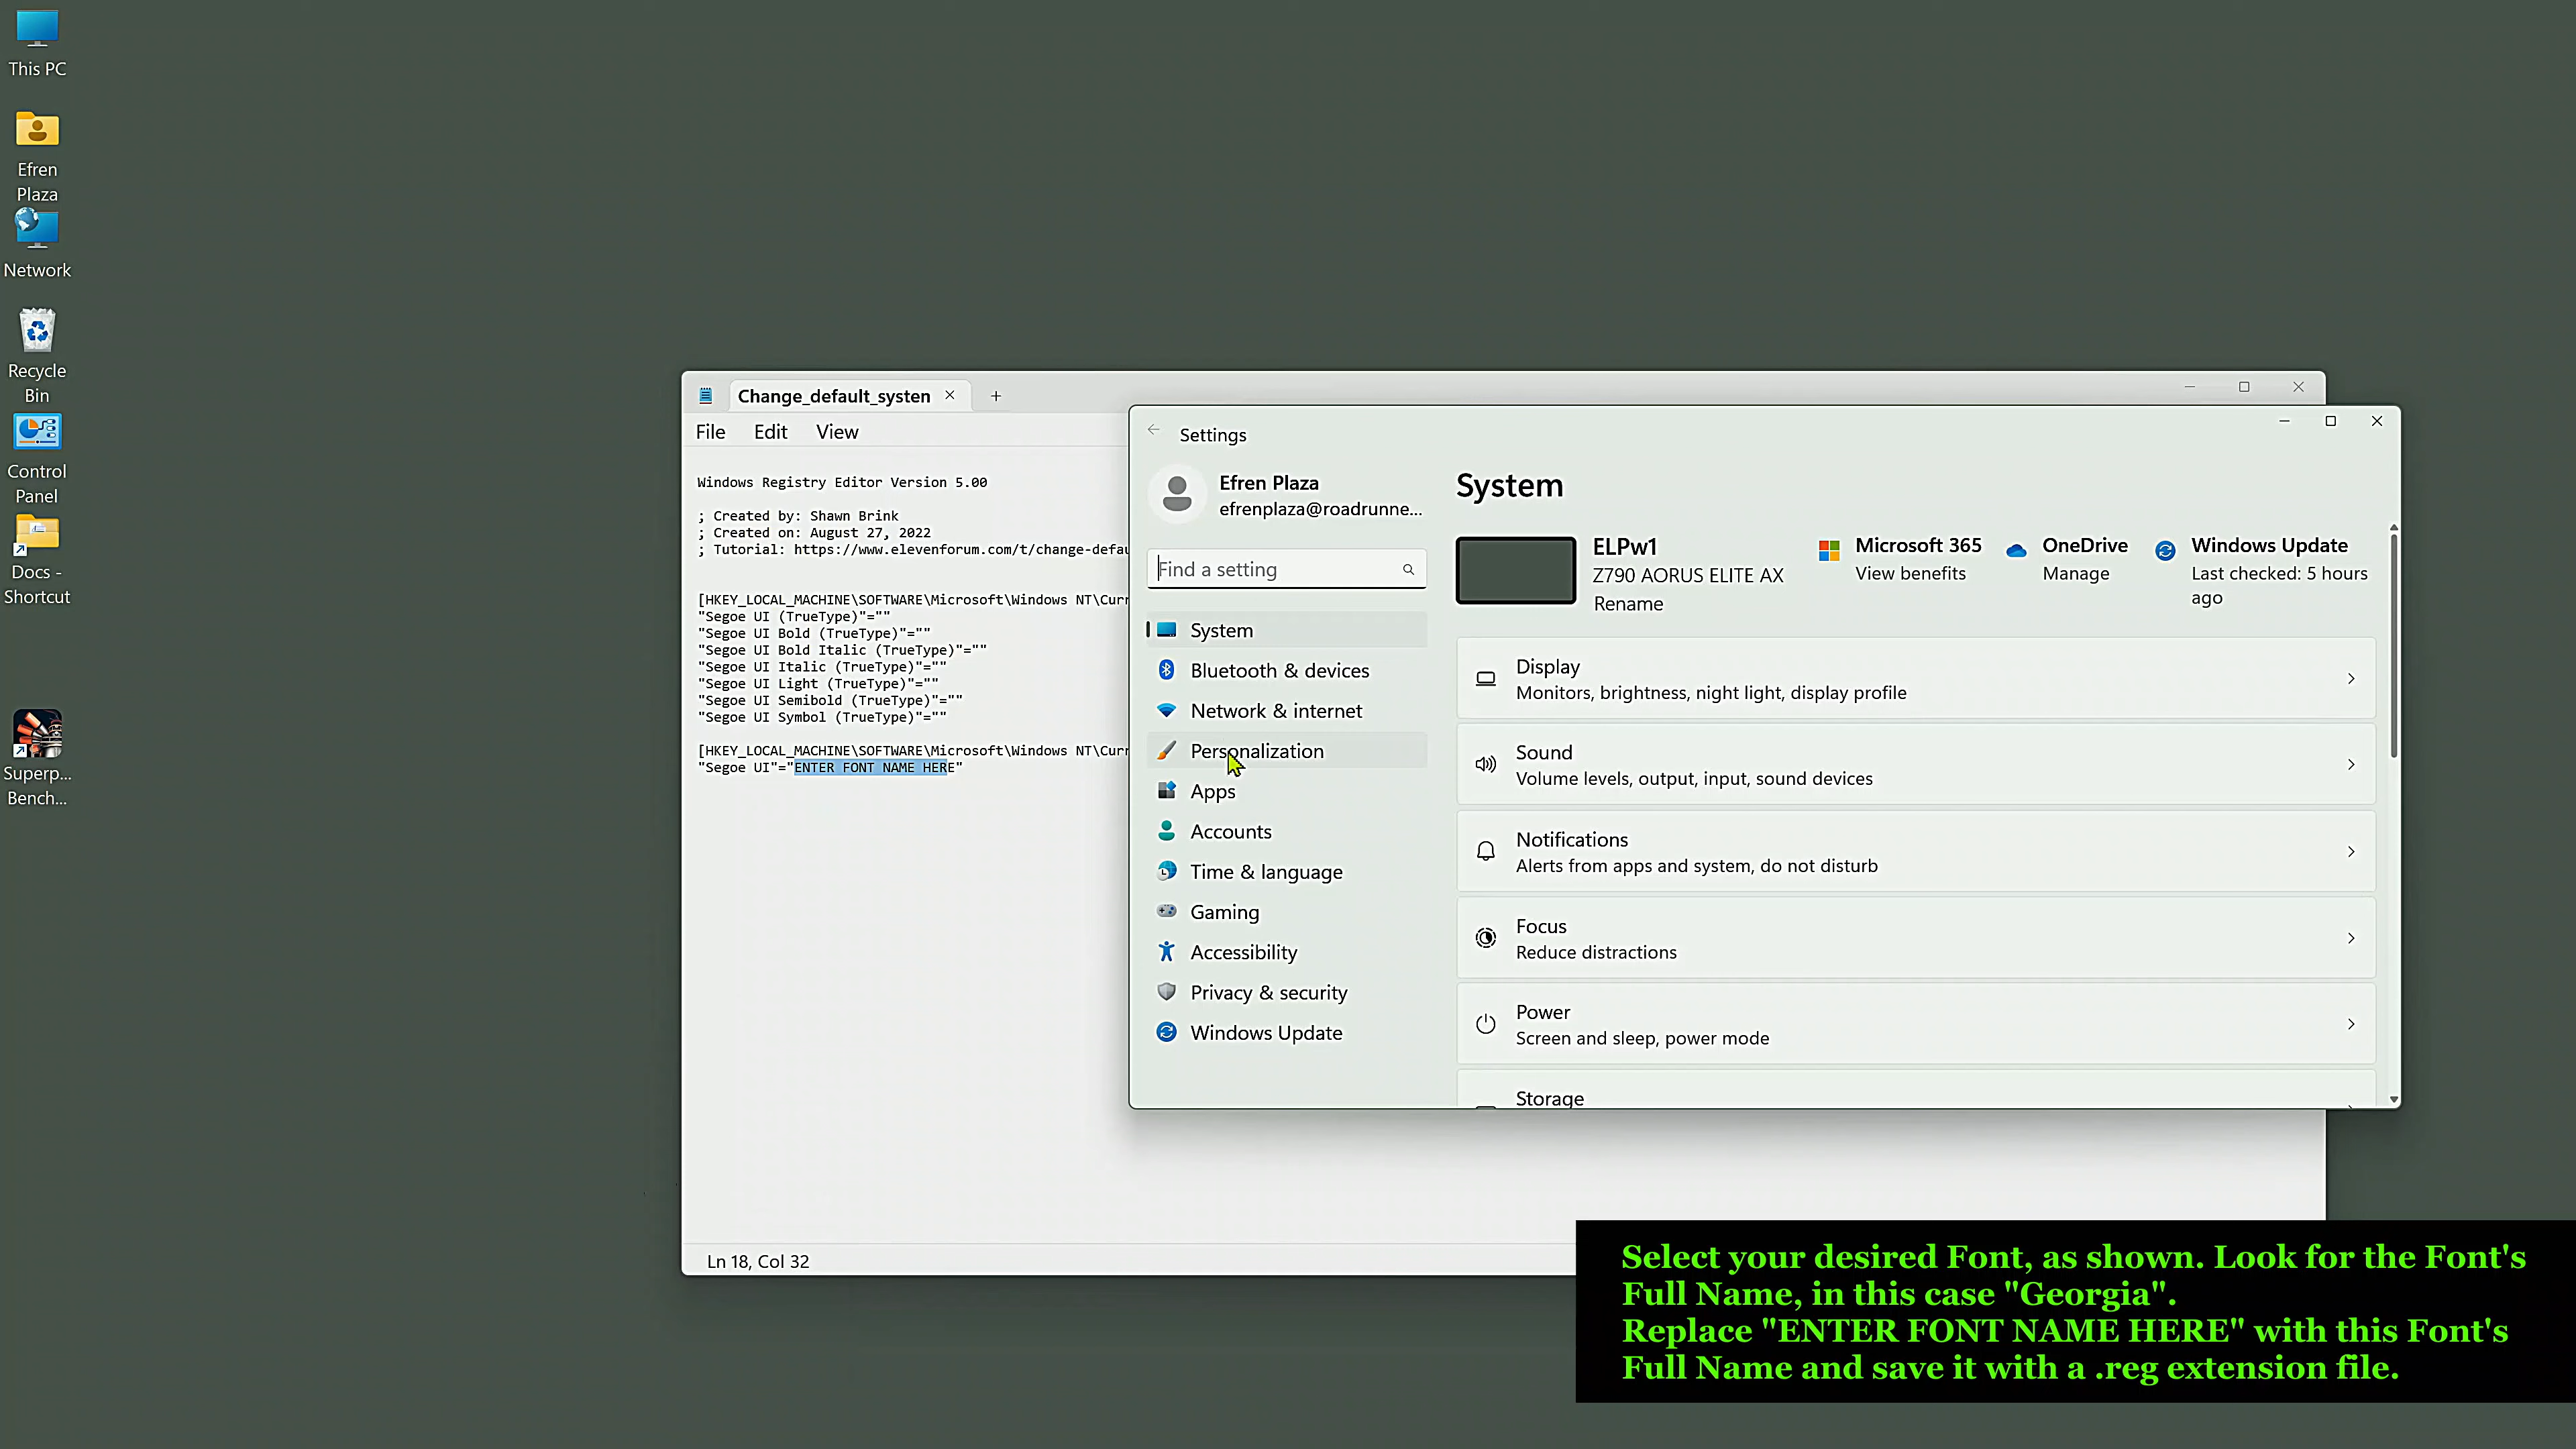 This PC
Efren
Plaza
Network
Recycle
Bin
Control
Panel
Docs -
Shortcut
Superp...
Bench...
Change_default_systen
File Edit View
Windows Registry Editor Version 5.00
; Created by: Shawn Brink
; Created on: August 27, 2022
; Tutorial: https://www.elevenforum.com/t/change-defau
[HKEY_LOCAL_MACHINE\SOFTWARE\Microsoft\Windows NT\Curr
"Segoe UI (TrueType)"=""
"Segoe UI Bold (TrueType)"=""
"Segoe UI Bold Italic (TrueType)"=""
"Segoe UI Italic (TrueType)"=""
"Segoe UI Light (TrueType)"=""
"Segoe UI Semibold (TrueType)"=""
"Segoe UI Symbol (TrueType)"=""
[HKEY_LOCAL_MACHINE\SOFTWARE\Microsoft\Windows NT\Curr
"Segoe UI"="ENTER FONT NAME HERE"
Ln 18, Col 32
Settings
Efren Plaza
efrenplaza@roadrunne...
Find a setting
System
Bluetooth & devices
Network & internet
Personalization
Apps
Accounts
Time & language
Gaming
Accessibility
Privacy & security
Windows Update
System
ELPw1
Z790 AORUS ELITE AX
Rename
Microsoft 365
View benefits
OneDrive
Manage
Windows Update
Last checked: 5 hours
ago
Display
Monitors, brightness, night light, display profile
Sound
Volume levels, output, input, sound devices
Notifications
Alerts from apps and system, do not disturb
Focus
Reduce distractions
Power
Screen and sleep, power mode
Storage
Select your desired Font, as shown. Look for the Font's
Full Name, in this case "Georgia".
Replace "ENTER FONT NAME HERE" with this Font's
Full Name and save it with a .reg extension file.